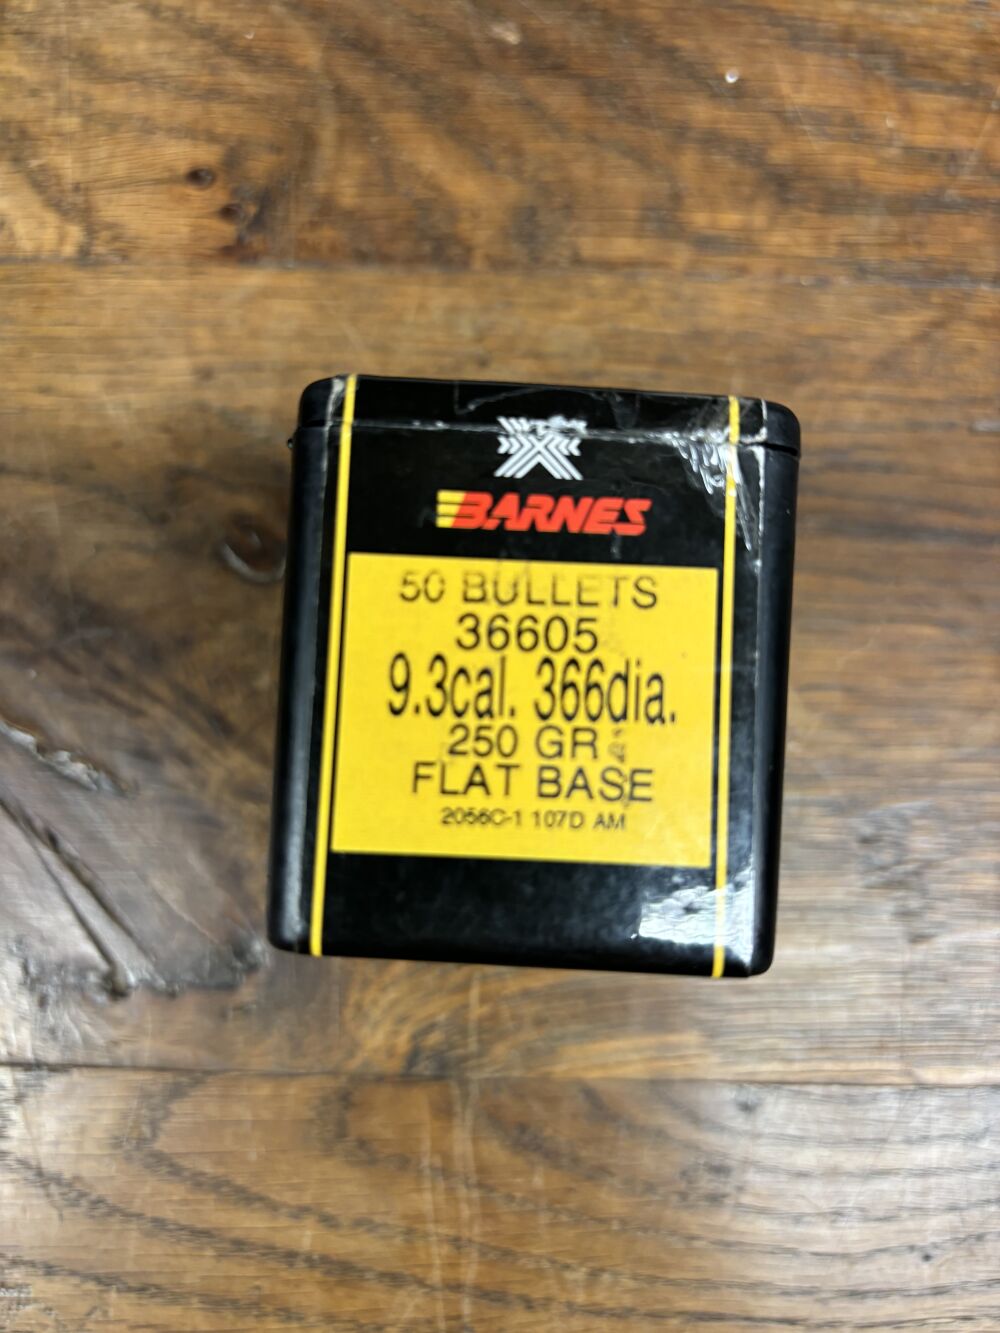 X
BARNES
50 BULLETS
36605
9.3cal. 366dia.
250 GR
FLAT BASE
2056C-1 107D AM